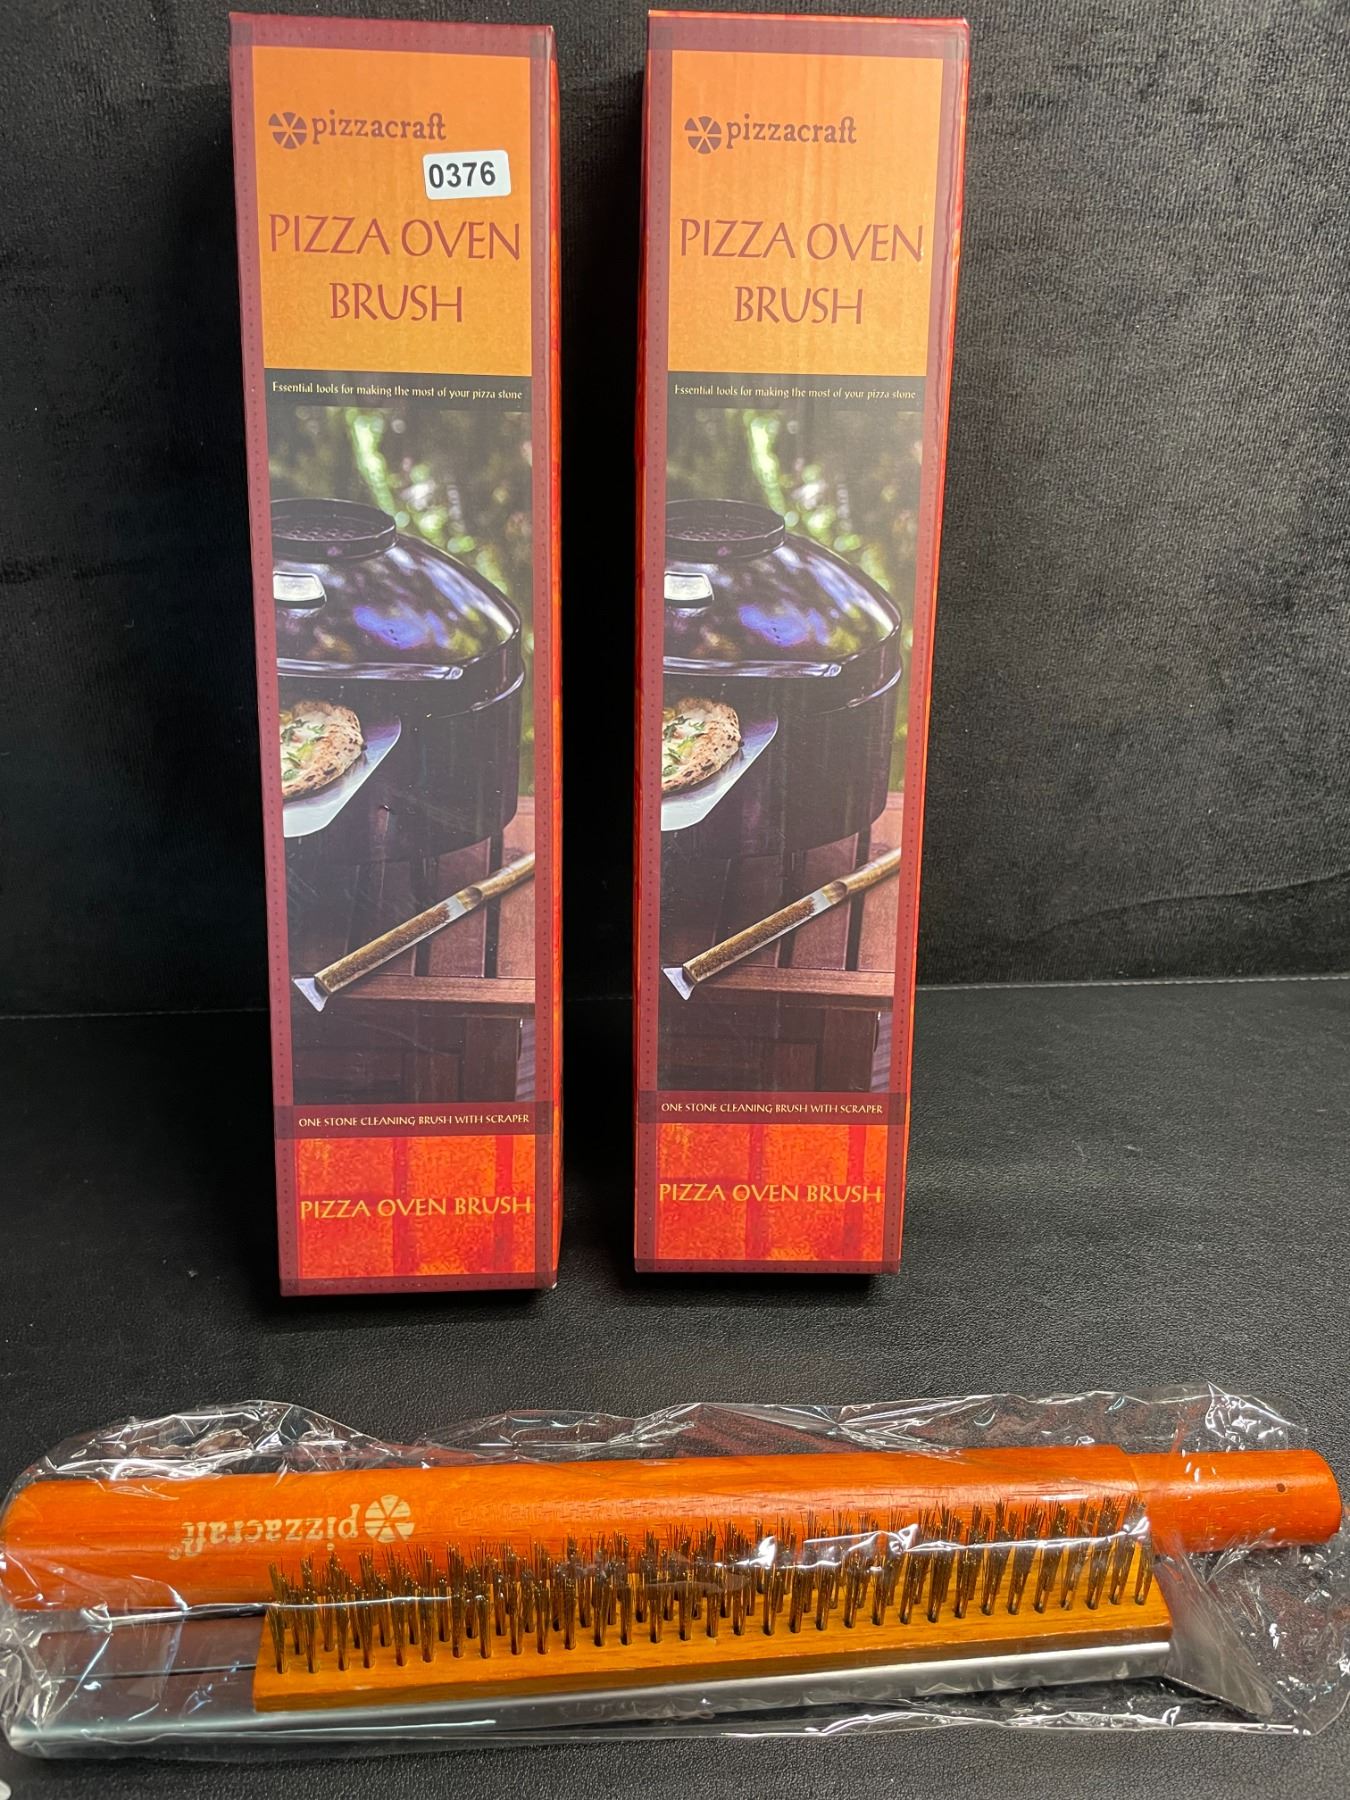 pizzacraft
0376
PIZZA OVEN
BRUSH
Essential tools for making the most of your pizza stone
ONE STONE CLEANING BRUSH WITH SCRAPER
PIZZA OVEN BRUSH
pizzacraft
PIZZA OVEN
BRUSH
Essential tools for making the most of your pizza stone
ONE STONE CLEANING BRUSH WITH SCRAPER
PIZZA OVEN BRUSH
pizzacraft